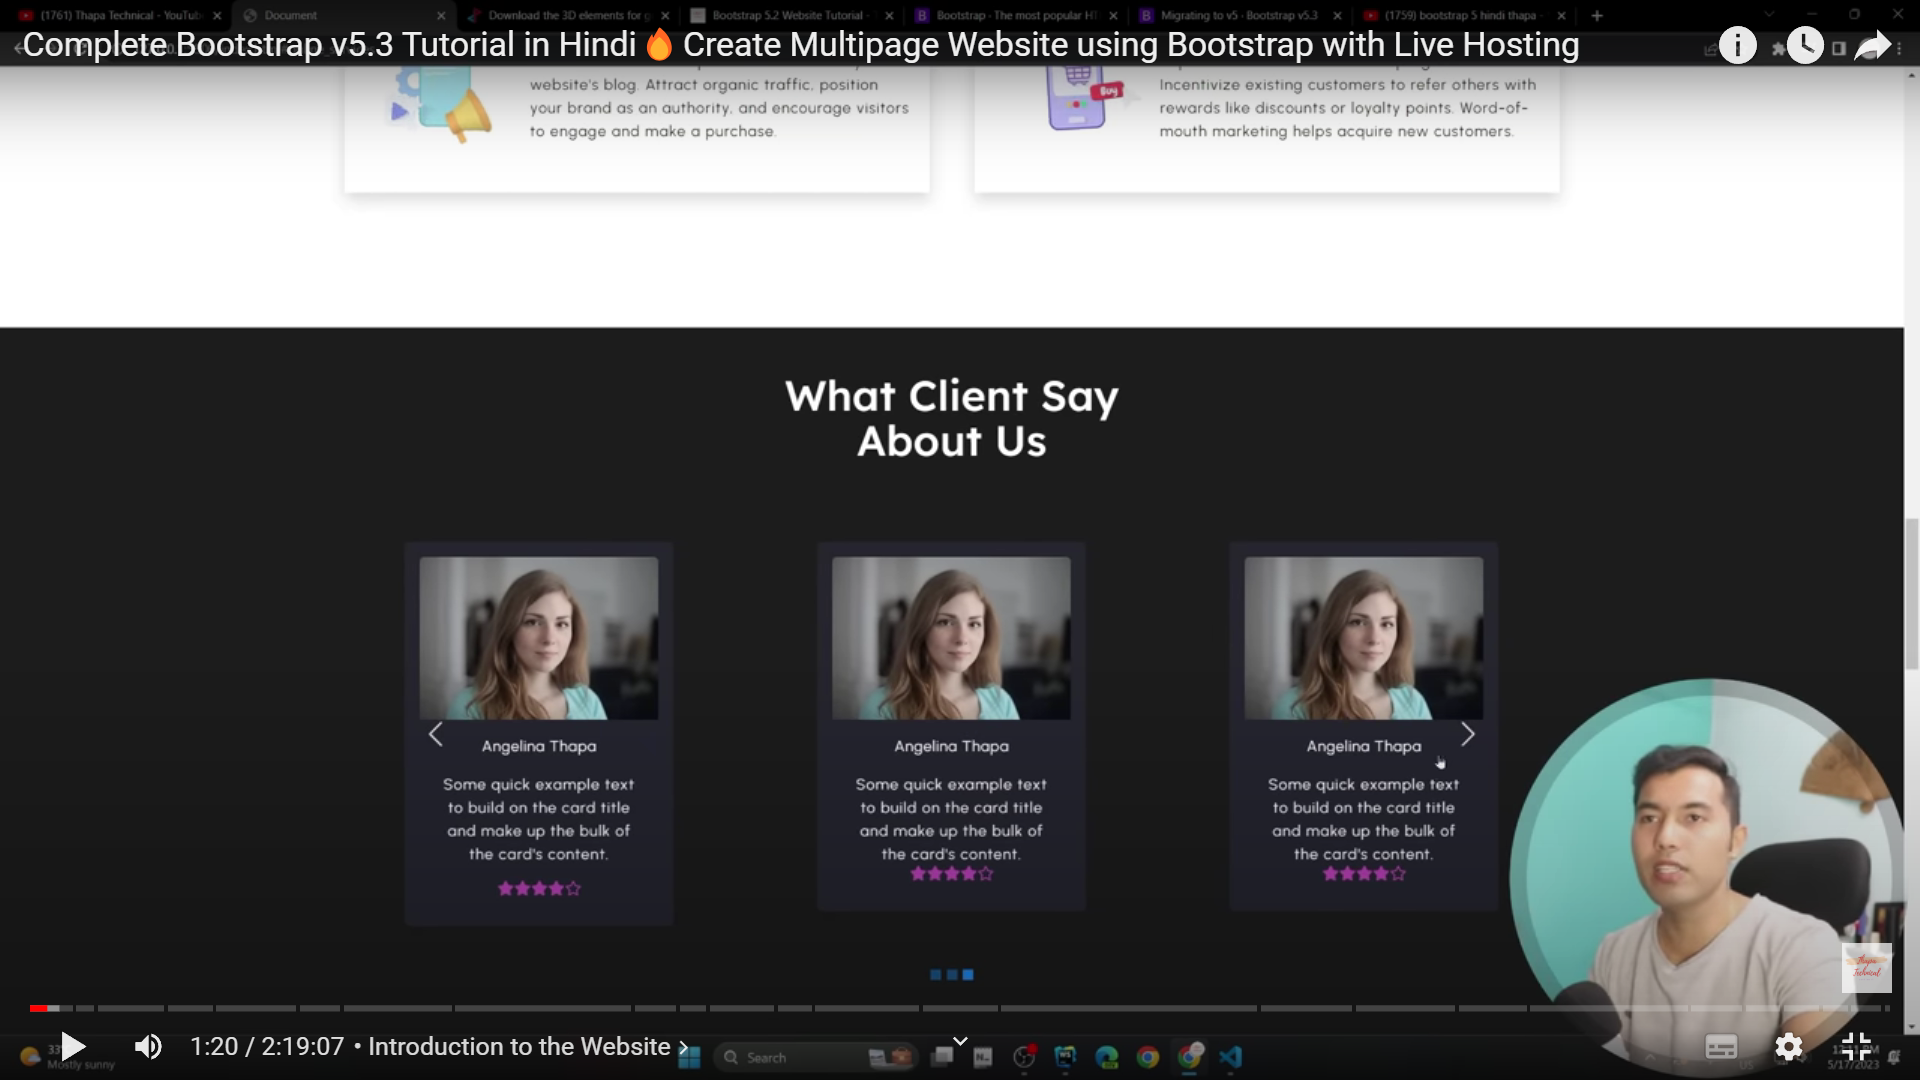 (1761) Thapa Technical - YouTub
Document
Download the 3D elements for g
Bootstrap 5.2 Website Tutorial -
Bootstrap - The most popular H
Migrating to v5 · Bootstrap v5.3
(1759) bootstrap 5 hindi thapa -
Complete Bootstrap v5.3 Tutorial in Hindi🔥 Create Multipage Website using Bootstrap with Live Hosting
website's blog. Attract organic traffic, position
your brand as an authority, and encourage visitors
to engage and make a purchase.
Buy
Incentivize existing customers to refer others with
rewards like discounts or loyalty points. Word-of-
mouth marketing helps acquire new customers.
What Client Say
About Us
Angelina Thapa
Some quick example text
to build on the card title
and make up the bulk of
the card's content.
Angelina Thapa
Some quick example text
to build on the card title
and make up the bulk of
the card's content.
Angelina Thapa
Some quick example text
to build on the card title
and make up the bulk of
the card's content.
Thapa
Technical
1:20 / 2:19:07 • Introduction to the Website
Mostly sunny
Search
US
5/17/2023